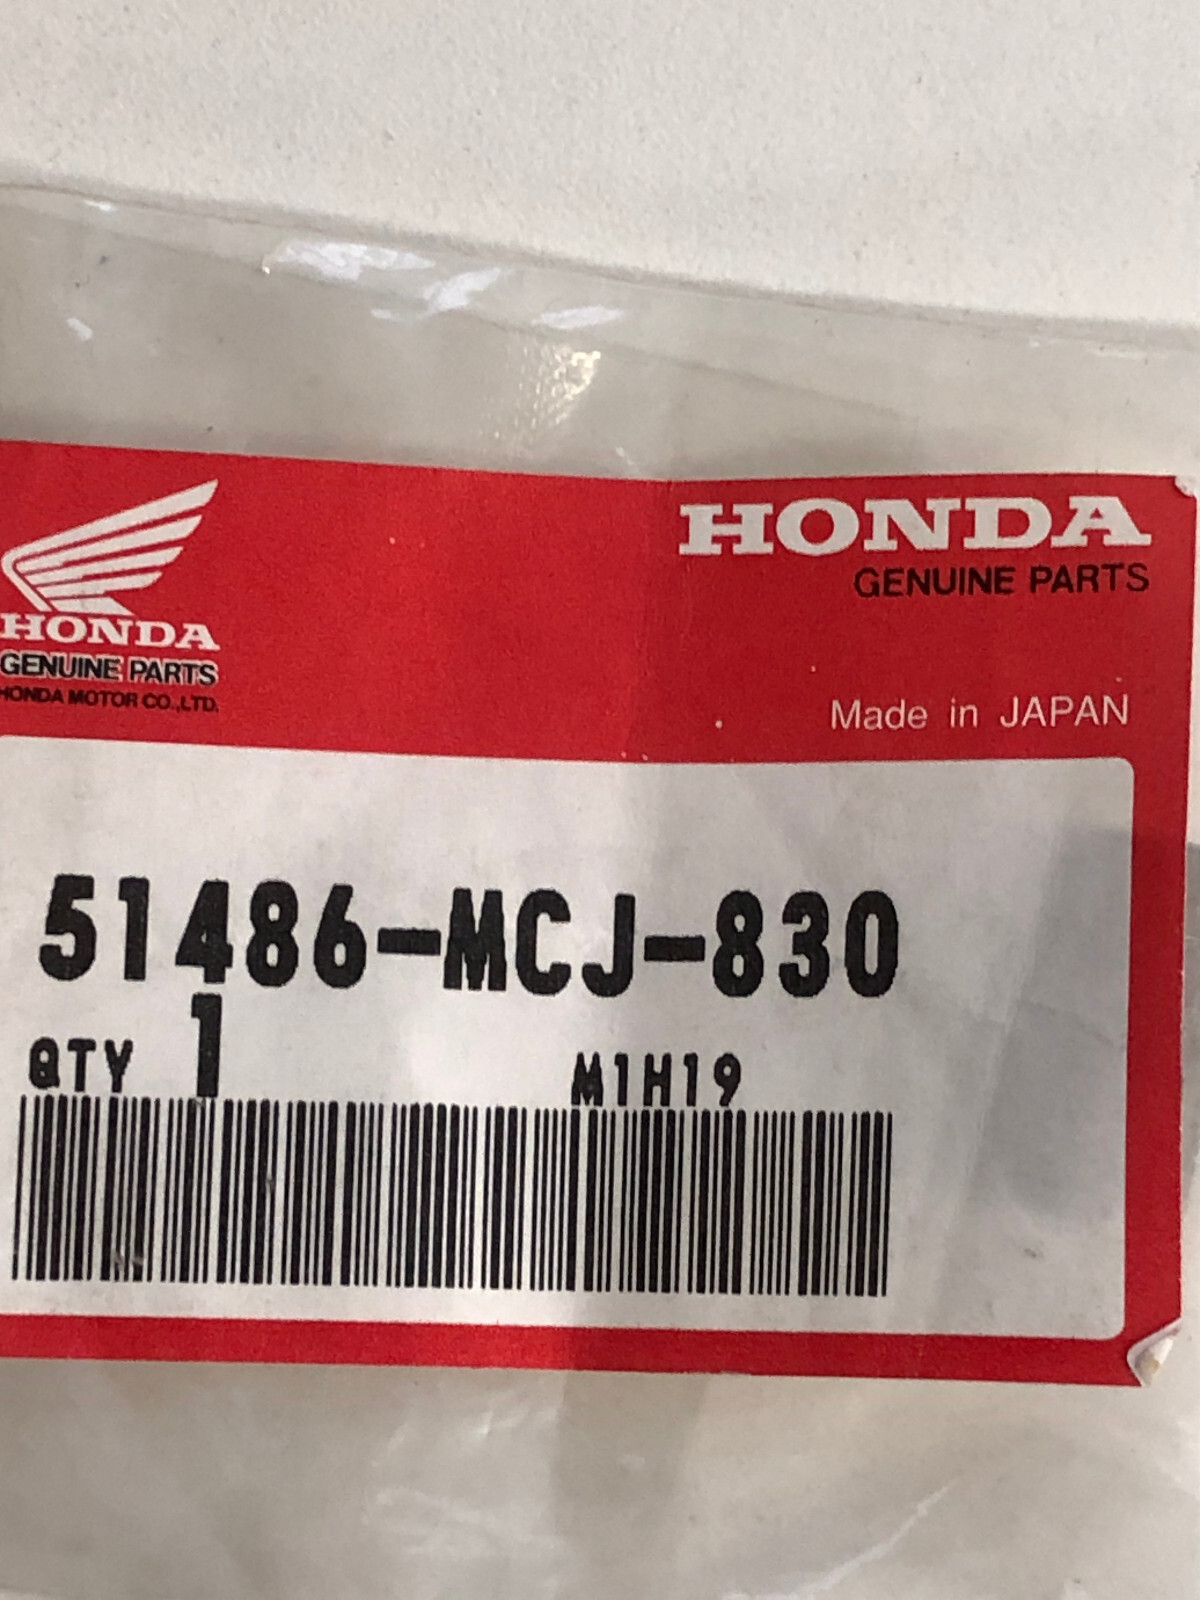 HONDA
GENUINE PARTS
HONDA MOTOR CO.,LTD.
HONDA
GENUINE PARTS
Made in JAPAN
51486-MCJ-830
QTY 1 M1H19